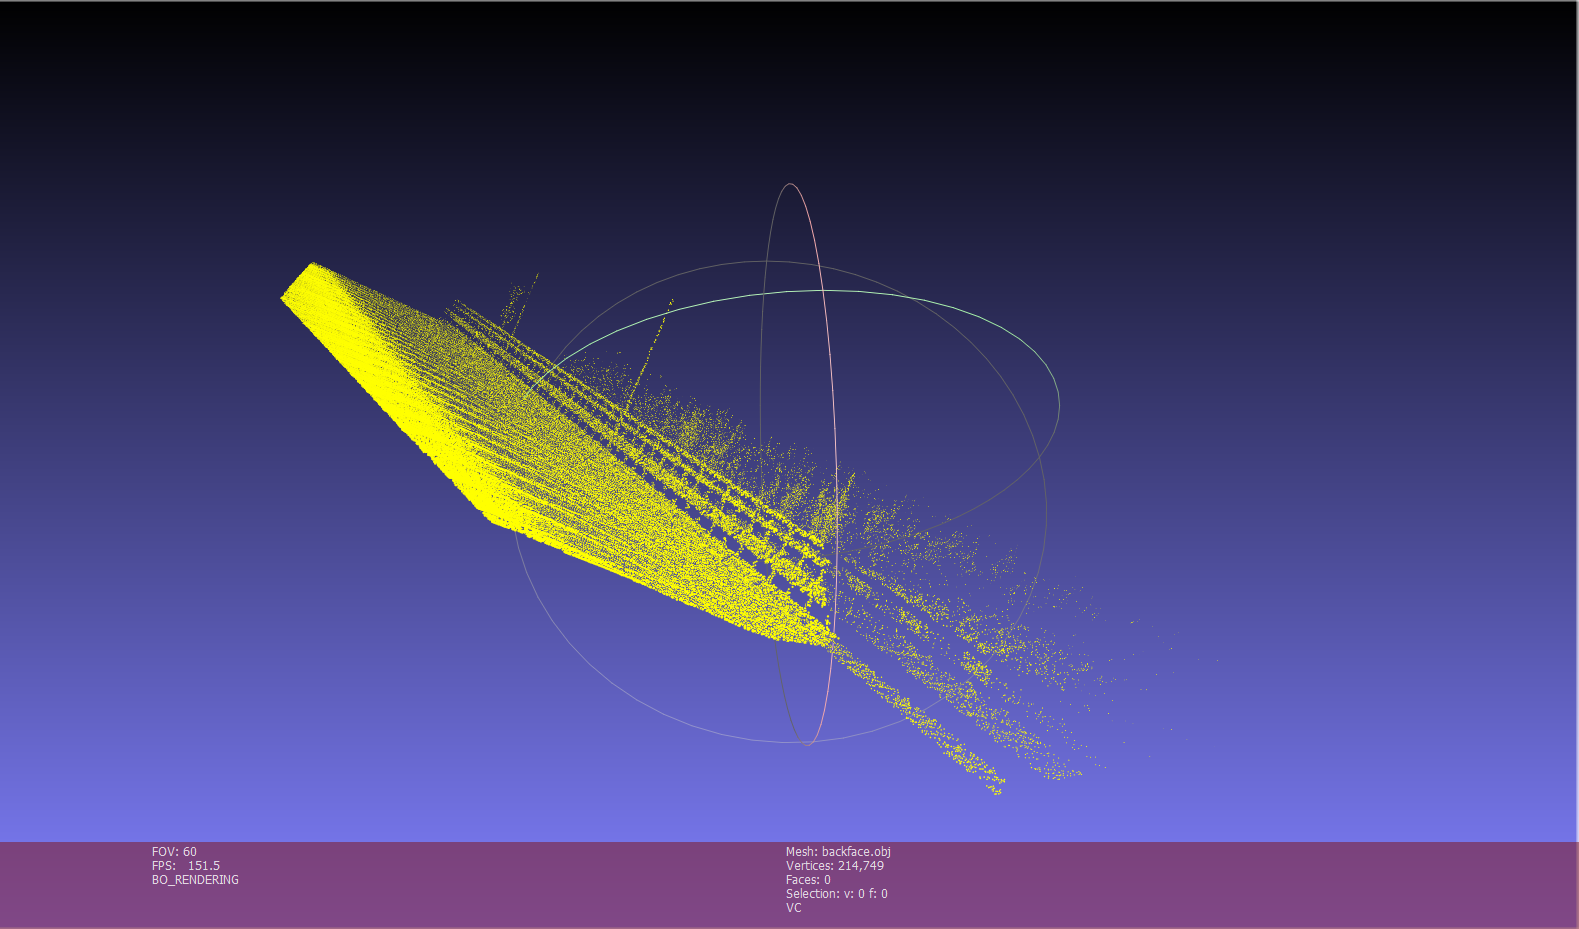 FOV: 60
FPS: 151.5
BO_RENDERING
Mesh: backface.obj
Vertices: 214,749
Faces: 0
Selection: v: 0 f: 0
VC